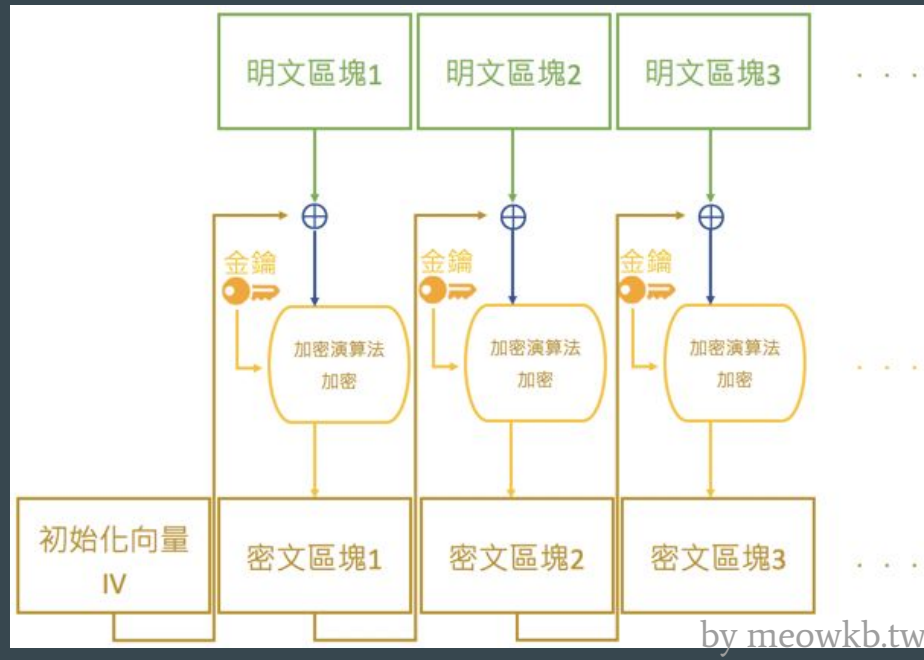 明文區塊1
明文區塊2
明文區塊3
. . .
金鑰
金鑰
金鑰
加密演算法
加密
加密演算法
加密
加密演算法
加密
. . .
初始化向量
IV
密文區塊1
密文區塊2
密文區塊3
. . .
by meowkb.tw